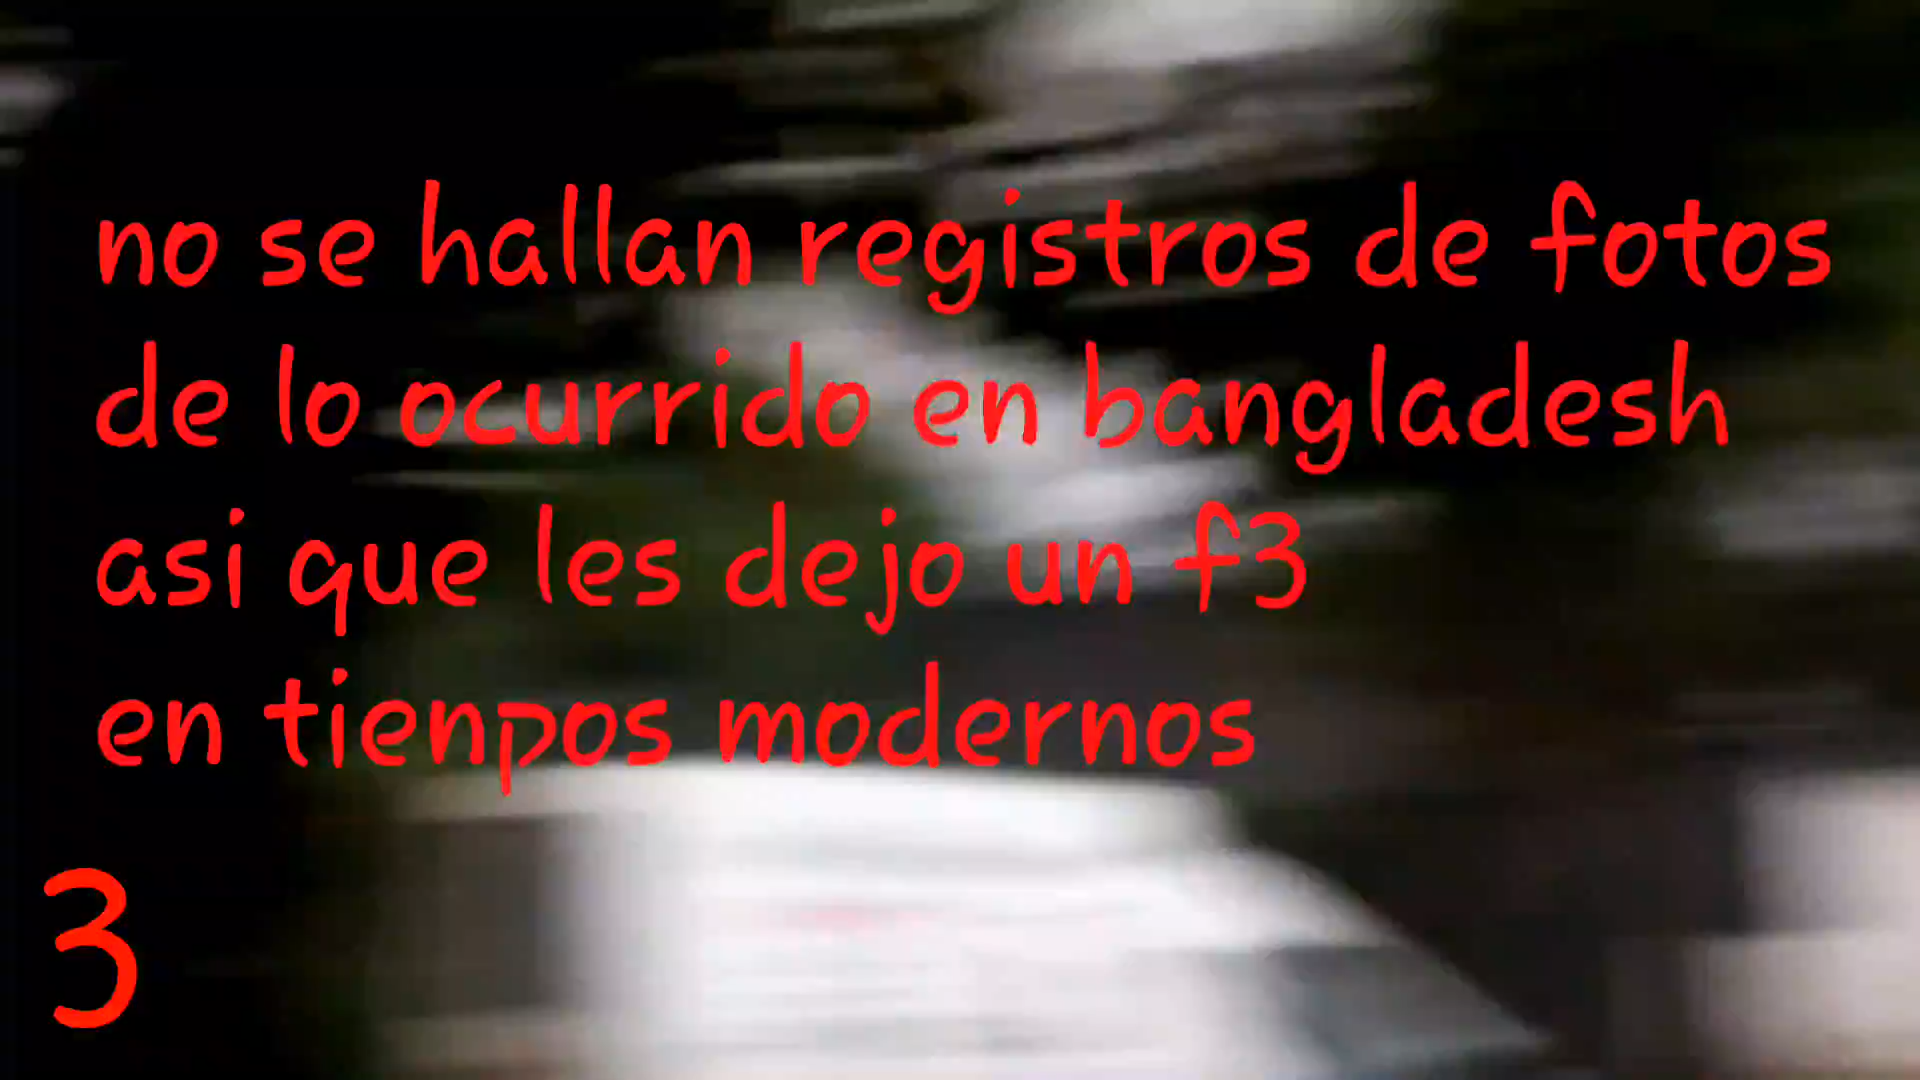 no se hallan registros de fotos
de lo ocurrido en bangladesh
asi que les dejo un f3
en tienpos modernos
3